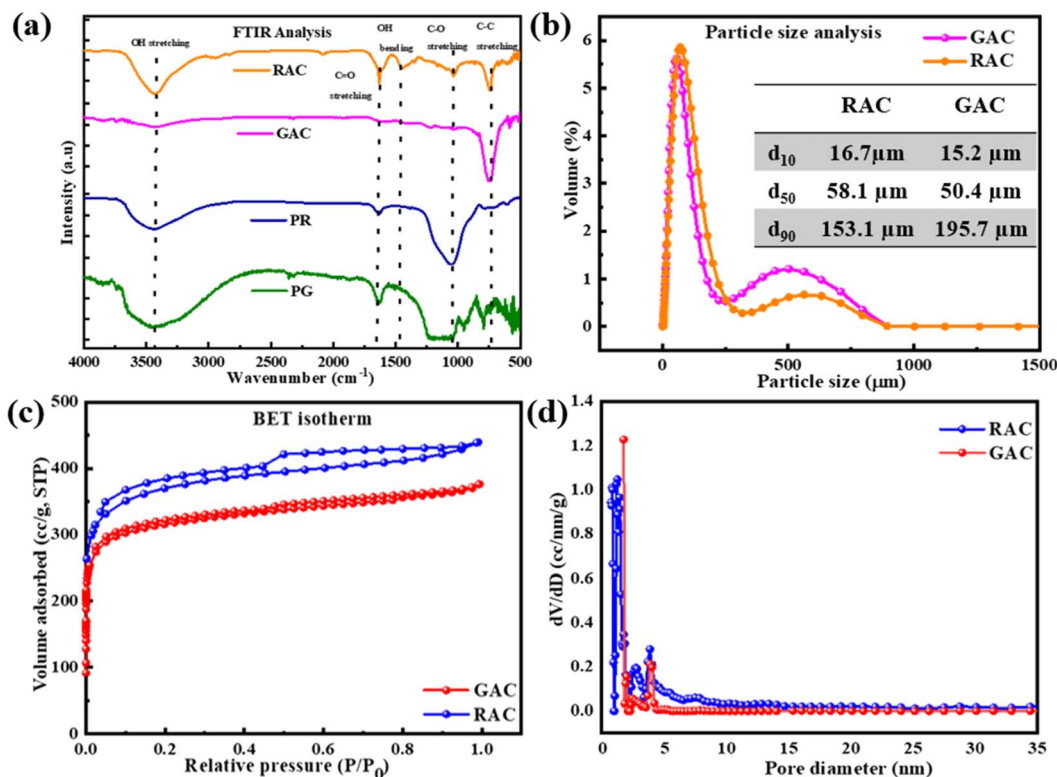 (a)
FTIR Analysis
OH stretching
OH
bending
C-O
stretching
C-C
stretching
C=O
stretching
RAC
GAC
PR
PG
Intensity (a.u)
4000 3500 3000 2500 2000 1500 1000 500
Wavenumber (cm-1)
(b)
Particle size analysis
GAC
RAC
RAC GAC
d10 16.7µm 15.2 µm
d50 58.1 µm 50.4 µm
d90 153.1 µm 195.7 µm
Volume (%)
6
5
4
3
2
1
0
0 500 1000 1500
Particle size (µm)
(c)
BET isotherm
GAC
RAC
Volume adsorbed (cc/g, STP)
500
400
300
200
100
0
0.0 0.2 0.4 0.6 0.8 1.0
Relative pressure (P/P0)
(d)
RAC
GAC
dV/dD (cc/nm/g)
1.4
1.2
1.0
0.8
0.6
0.4
0.2
0.0
0 5 10 15 20 25 30 35
Pore diameter (nm)